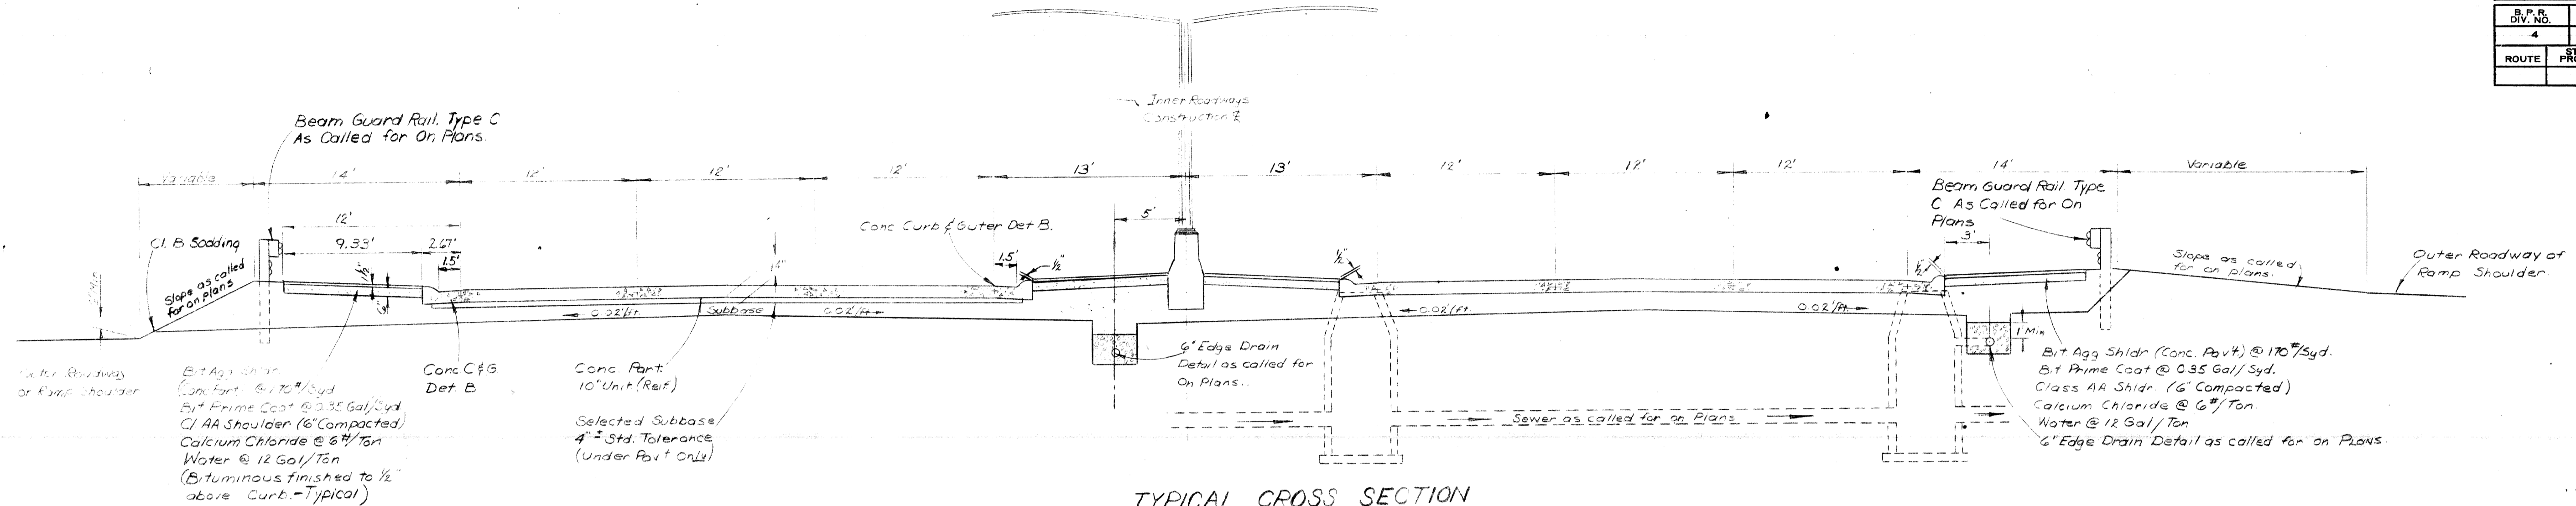 B. P. R.
DIV. NO.
4
ROUTE
Inner Roadways
Construction ℄
Beam Guard Rail. Type C
As Called for On Plans.
Variable
14'
12'
12'
12'
13'
13'
12'
12'
12'
14'
Variable
Beam Guard Rail. Type
C As Called for On
Plans
3'
12'
9.33'
2.67'
1.5'
Cl. B Sodding
Slope as called
for on plans
1½"
6"
Conc Curb & Guter Det B.
5'
1.5'
½"
½"
½"
14"
Slope as called
for on plans.
Outer Roadway of
Ramp Shoulder.
0.02'/ft.
Subbase
0.02'/ft.
0.02'/ft
0.02'/ft.
1' Min
Outer Roadway
or Ramp shoulder
Bit Agg Shldr
@ 170#/Syd
Bit Prime Coat @ 0.35 Gal/Syd
Cl AA Shoulder (6" Compacted)
Calcium Chloride @ 6#/Ton
Water @ 12 Gal/Ton
(Bituminous finished to ½"
above Curb.-Typical)
Conc C & G
Det B
Conc. Pavt.
10" Unif. (Reif)
Selected Subbase
4" ± Std. Tolerance
(under Pav't Only)
6" Edge Drain
Detail as called for
On Plans..
Sewer as called for on Plans
Bit Agg Shldr (Conc. Pav't) @ 170#/Syd.
Bit Prime Coat @ 0.35 Gal/Syd.
Class AA Shldr (6" Compacted)
Calcium Chloride @ 6#/Ton.
Water @ 12 Gal/Ton
6" Edge Drain Detail as called for on PLANS.
TYPICAL CROSS SECTION